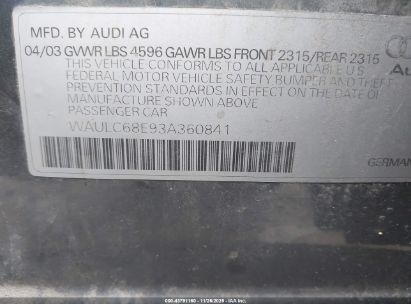 MFD. BY AUDI AG
04/03 GVWR LBS 4596 GAWR LBS FRONT 2315/REAR 2315
THIS VEHICLE CONFORMS TO ALL APPLICABLE U S
FEDERAL MOTOR VEHICLE SAFETY BUMPER AND THEFT
PREVENTION STANDARDS IN EFFECT ON THE DATE OF
MANUFACTURE SHOWN ABOVE
PASSENGER CAR
WAULC68E93A360841
GERMAN